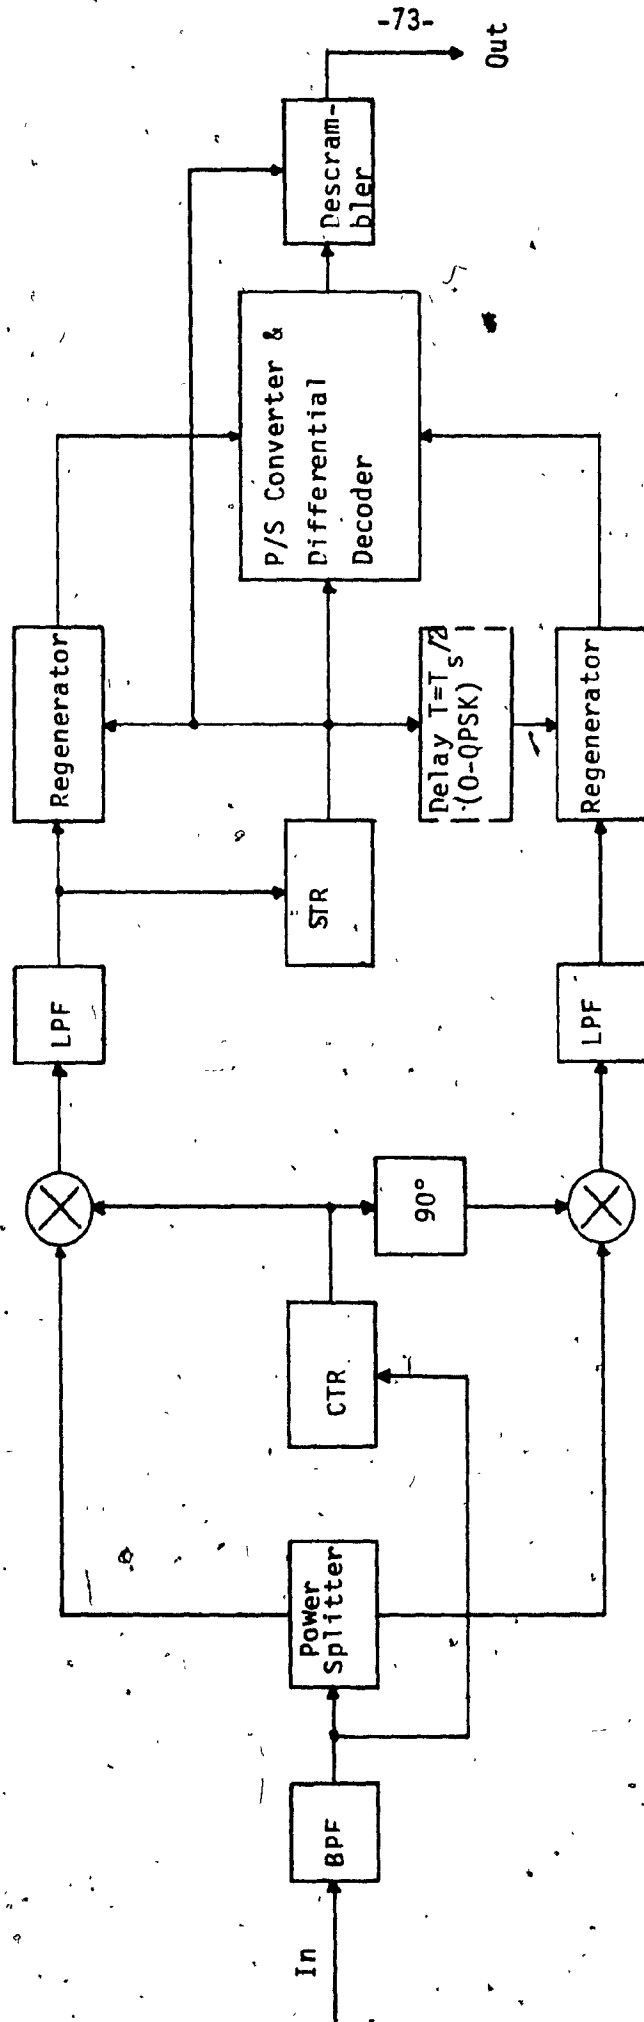 -73-
In
BPF
Power
Splitter
CTR
90°
LPF
LPF
STR
Regenerator
Delay T=Ts/2
(O-QPSK)
Regenerator
P/S Converter &
Differential
Decoder
Descram-
bler
Out